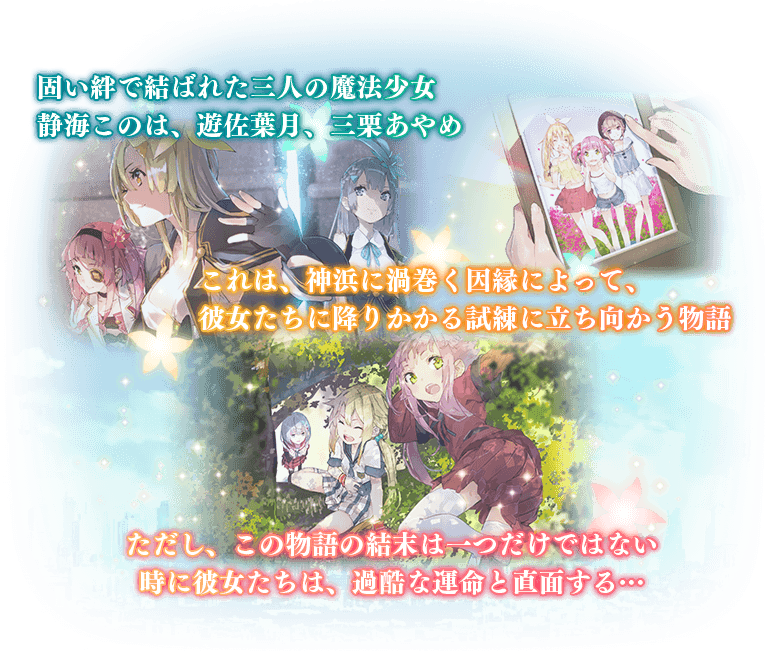 固い絆で結ばれた三人の魔法少女
静海このは、遊佐葉月、三栗あやめ
これは、神浜に渦巻く因縁によって、
彼女たちに降りかかる試練に立ち向かう物語
ただし、この物語の結末は一つだけではない
時に彼女たちは、過酷な運命と直面する…